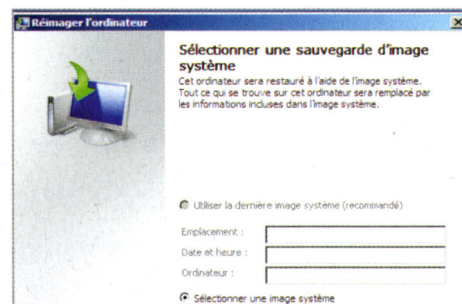 Réimager l'ordinateur
Sélectionner une sauvegarde d'image
système
Cet ordinateur sera restauré à l'aide de l'image système.
Tout ce qui se trouve sur cet ordinateur sera remplacé par
les informations incluses dans l'image système.
Utiliser la dernière image système (recommandé)
Emplacement :
Date et heure :
Ordinateur :
Sélectionner une image système